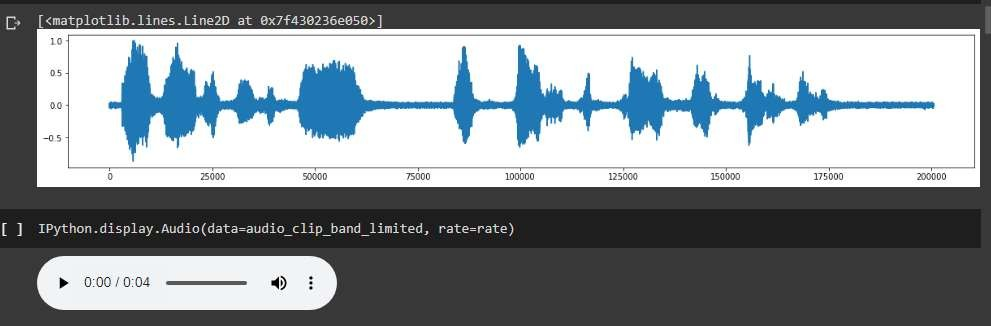 [<matplotlib.lines.Line2D at 0x7f430236e050>]
1.0
0.5
0.0
−0.5
0 25000 50000 75000 100000 125000 150000 175000 200000
[ ] IPython.display.Audio(data=audio_clip_band_limited, rate=rate)
0:00 / 0:04